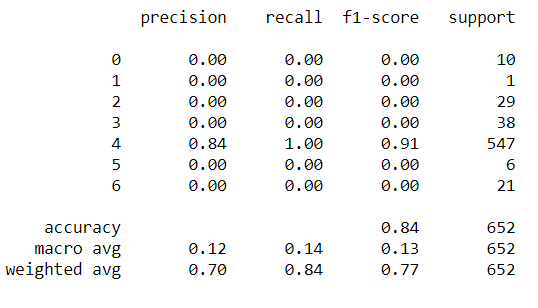 precision recall f1-score support
0 0.00 0.00 0.00 10
1 0.00 0.00 0.00 1
2 0.00 0.00 0.00 29
3 0.00 0.00 0.00 38
4 0.84 1.00 0.91 547
5 0.00 0.00 0.00 6
6 0.00 0.00 0.00 21
accuracy 0.84 652
macro avg 0.12 0.14 0.13 652
weighted avg 0.70 0.84 0.77 652